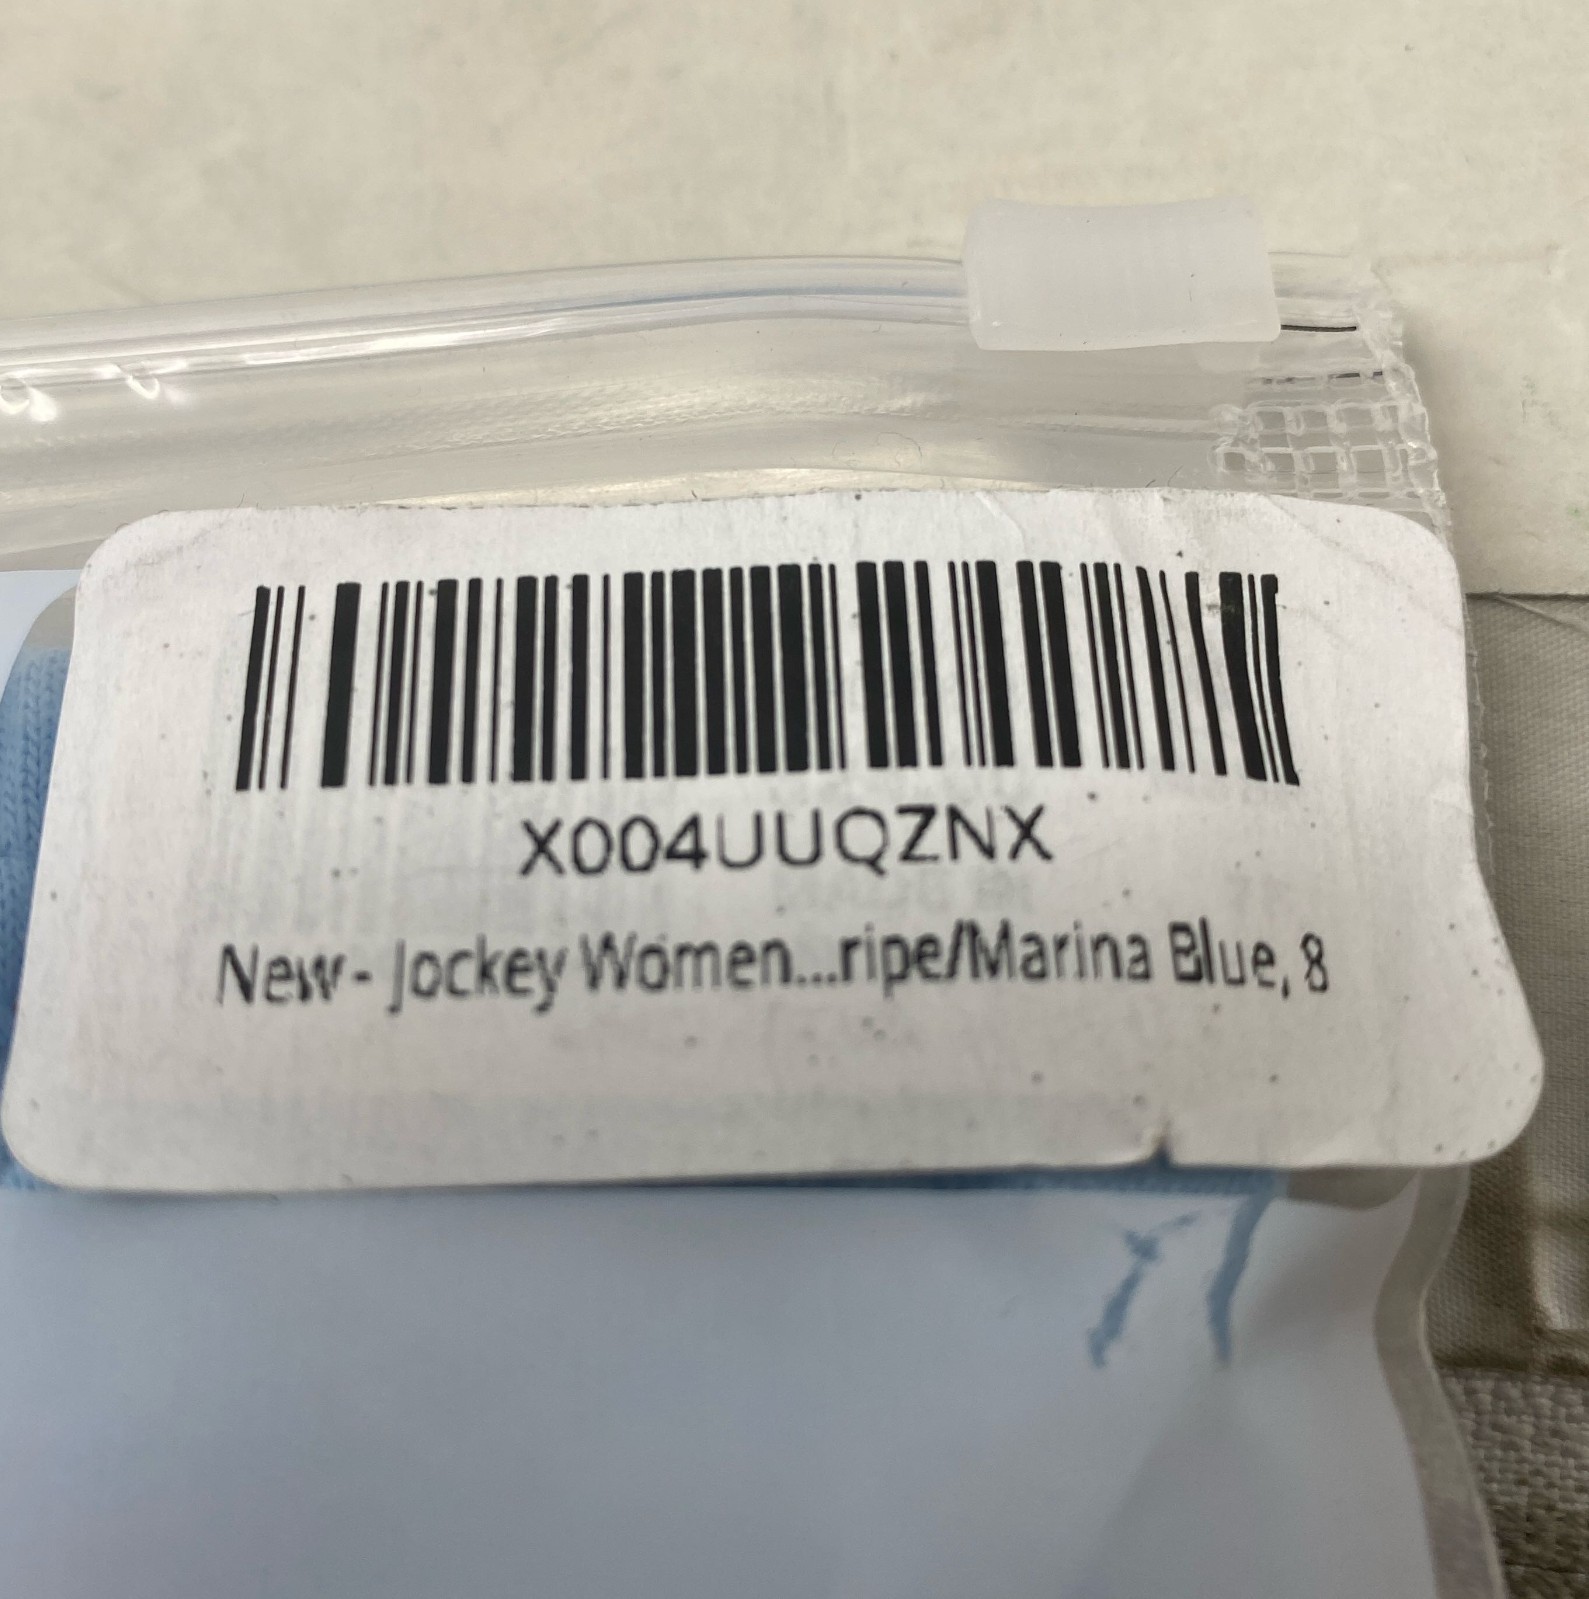 X004UUQZNX
New - Jockey Women...ripe/Marina Blue, 8